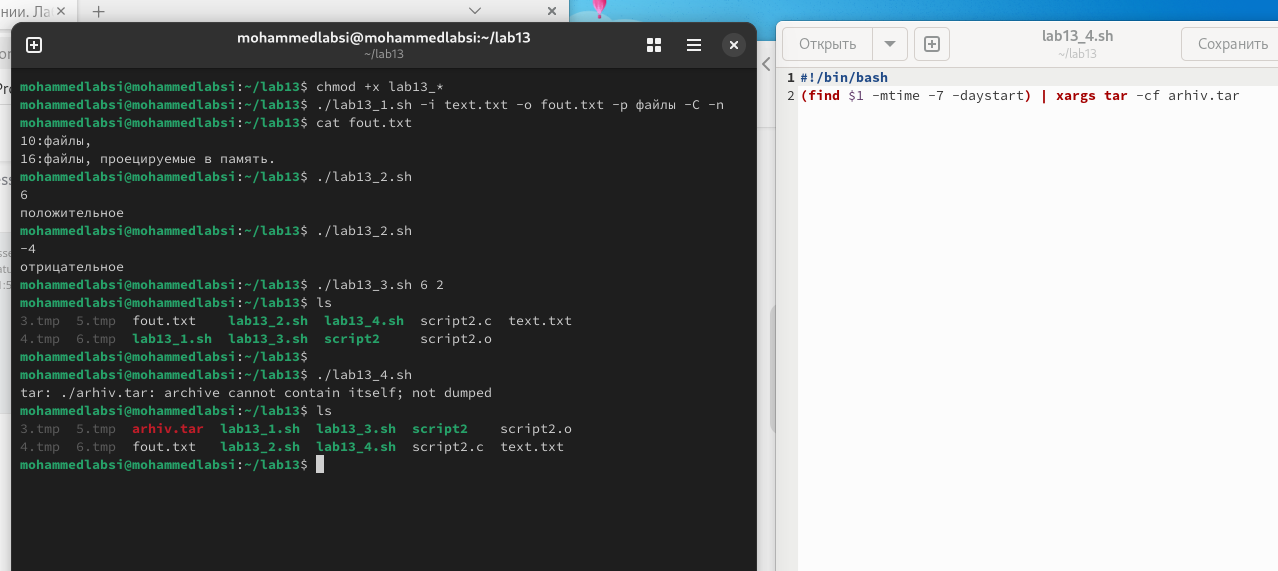 нии. Ла
mohammedlabsi@mohammedlabsi:~/lab13
~/lab13
mohammedlabsi@mohammedlabsi:~/lab13$ chmod +x lab13_*
mohammedlabsi@mohammedlabsi:~/lab13$ ./lab13_1.sh -i text.txt -o fout.txt -p файлы -C -n
mohammedlabsi@mohammedlabsi:~/lab13$ cat fout.txt
10:файлы,
16:файлы, проецируемые в память.
mohammedlabsi@mohammedlabsi:~/lab13$ ./lab13_2.sh
6
положительное
mohammedlabsi@mohammedlabsi:~/lab13$ ./lab13_2.sh
-4
отрицательное
mohammedlabsi@mohammedlabsi:~/lab13$ ./lab13_3.sh 6 2
mohammedlabsi@mohammedlabsi:~/lab13$ ls
3.tmp 5.tmp fout.txt lab13_2.sh lab13_4.sh script2.c text.txt
4.tmp 6.tmp lab13_1.sh lab13_3.sh script2 script2.o
mohammedlabsi@mohammedlabsi:~/lab13$
mohammedlabsi@mohammedlabsi:~/lab13$ ./lab13_4.sh
tar: ./arhiv.tar: archive cannot contain itself; not dumped
mohammedlabsi@mohammedlabsi:~/lab13$ ls
3.tmp 5.tmp arhiv.tar lab13_1.sh lab13_3.sh script2 script2.o
4.tmp 6.tmp fout.txt lab13_2.sh lab13_4.sh script2.c text.txt
mohammedlabsi@mohammedlabsi:~/lab13$
Открыть
lab13_4.sh
~/lab13
Сохранить
1 #!/bin/bash
2 (find $1 -mtime -7 -daystart) | xargs tar -cf arhiv.tar